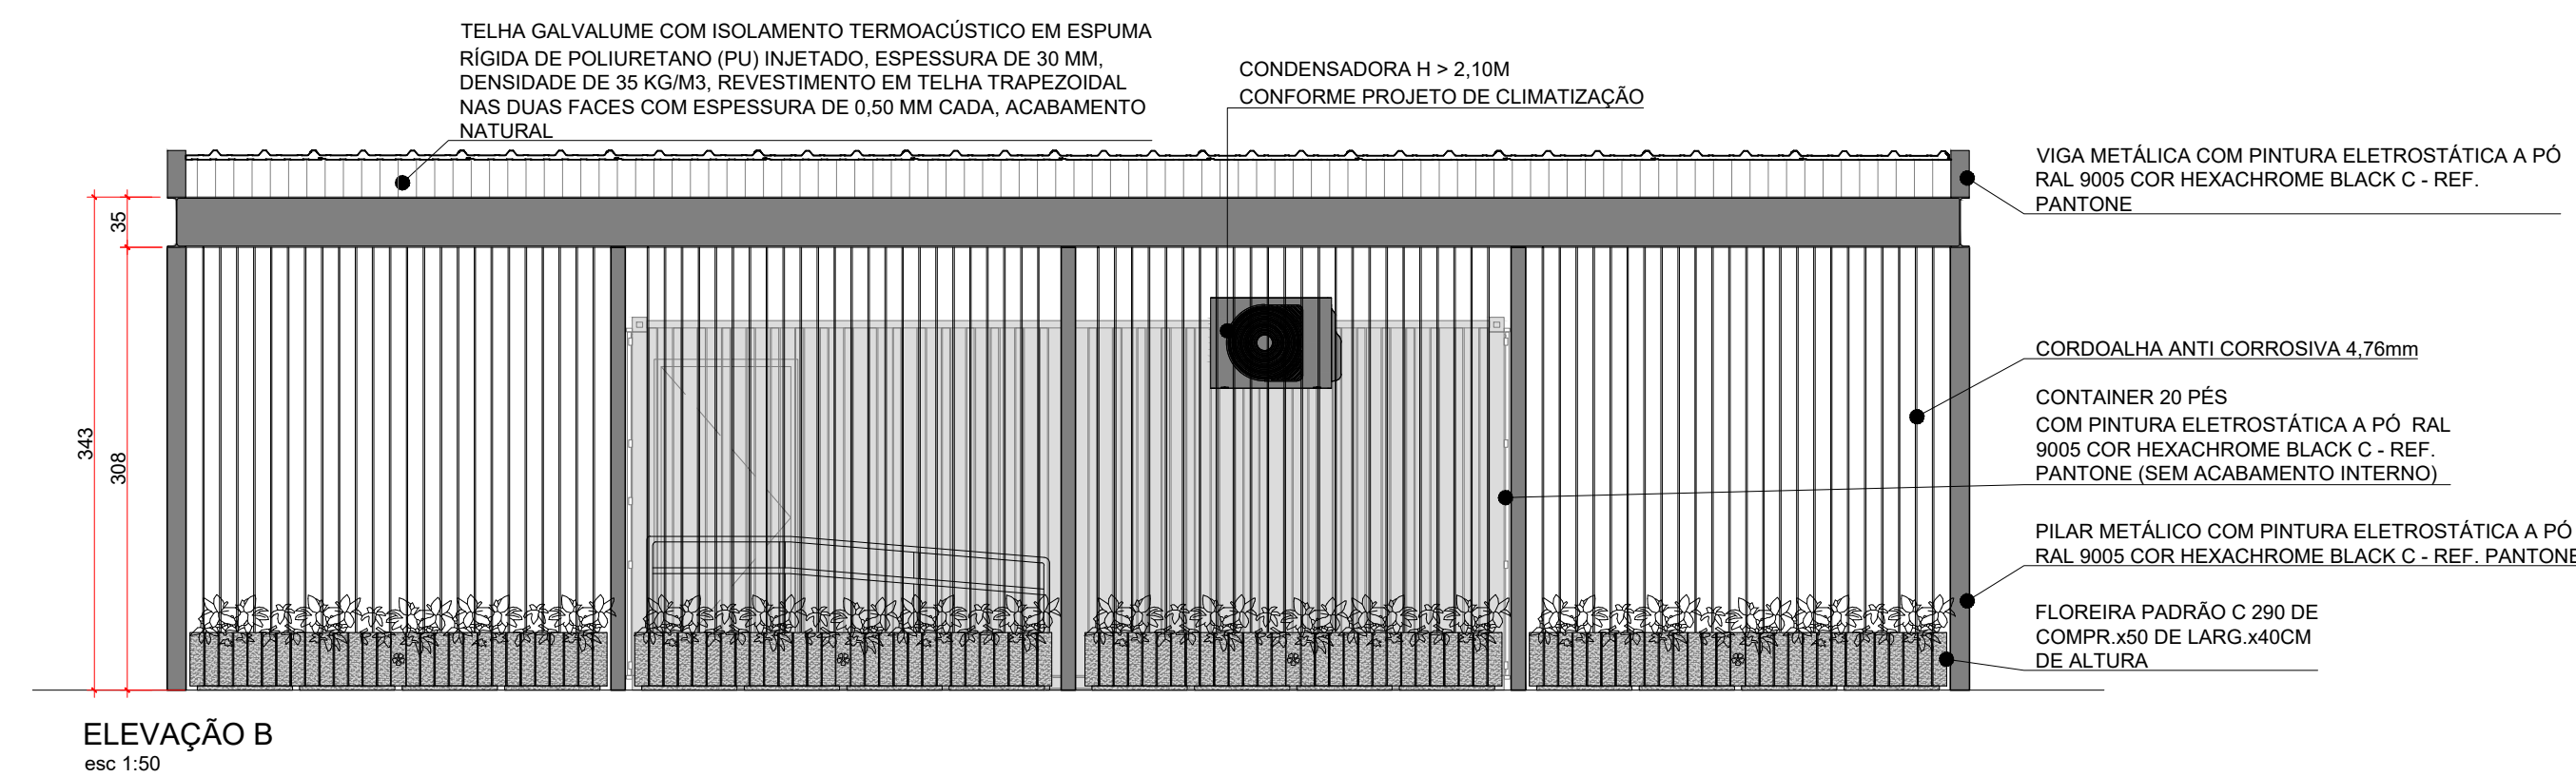 TELHA GALVALUME COM ISOLAMENTO TERMOACÚSTICO EM ESPUMA
RÍGIDA DE POLIURETANO (PU) INJETADO, ESPESSURA DE 30 MM,
DENSIDADE DE 35 KG/M3, REVESTIMENTO EM TELHA TRAPEZOIDAL
NAS DUAS FACES COM ESPESSURA DE 0,50 MM CADA, ACABAMENTO
NATURAL
CONDENSADORA H > 2,10M
CONFORME PROJETO DE CLIMATIZAÇÃO
VIGA METÁLICA COM PINTURA ELETROSTÁTICA A PÓ
RAL 9005 COR HEXACHROME BLACK C - REF.
PANTONE
35
343
308
CORDOALHA ANTI CORROSIVA 4,76mm
CONTAINER 20 PÉS
COM PINTURA ELETROSTÁTICA A PÓ RAL
9005 COR HEXACHROME BLACK C - REF.
PANTONE (SEM ACABAMENTO INTERNO)
PILAR METÁLICO COM PINTURA ELETROSTÁTICA A PÓ
RAL 9005 COR HEXACHROME BLACK C - REF. PANTONE
FLOREIRA PADRÃO C 290 DE
COMPR.x50 DE LARG.x40CM
DE ALTURA
ELEVAÇÃO B
esc 1:50